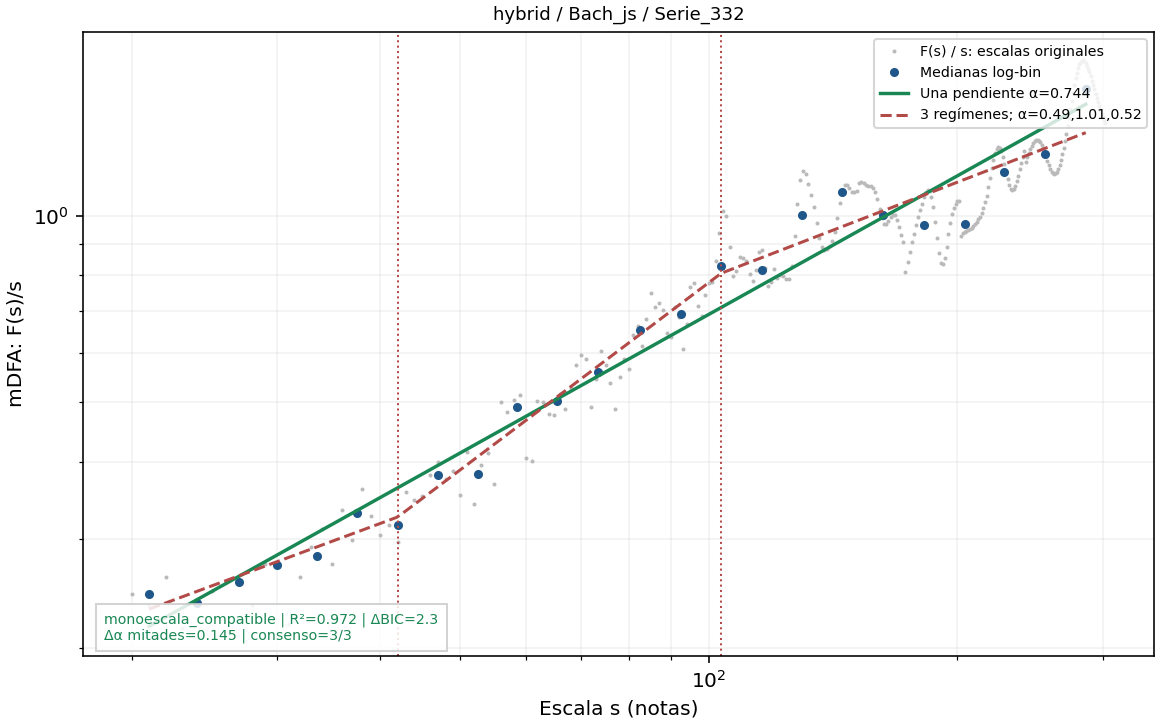 hybrid / Bach_js / Serie_332
F(s) / s: escalas originales
Medianas log-bin
Una pendiente α=0.744
3 regímenes; α=0.49,1.01,0.52
10⁰
mDFA: F(s)/s
monoescala_compatible | R²=0.972 | ΔBIC=2.3
Δα mitades=0.145 | consenso=3/3
10²
Escala s (notas)